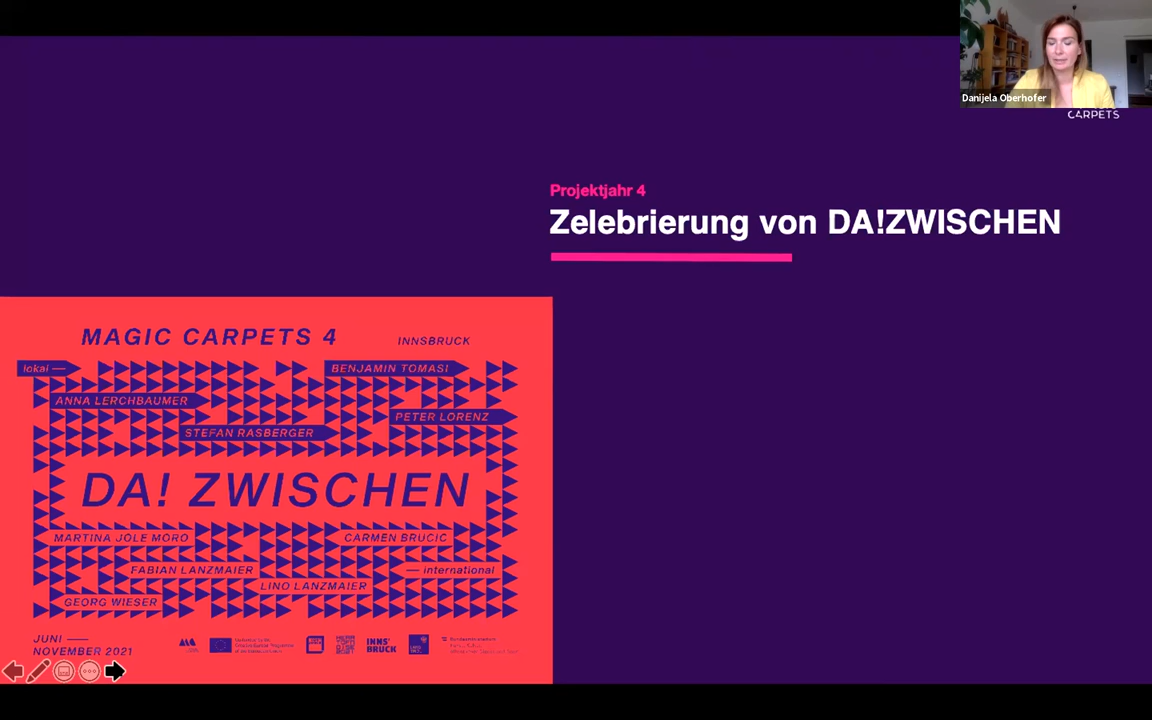 Danijela Oberhofer
CARPETS
Projektjahr 4
Zelebrierung von DA!ZWISCHEN
MAGIC CARPETS 4
INNSBRUCK
lokal —
BENJAMIN TOMASI
ANNA LERCHBAUMER
PETER LORENZ
STEFAN RASBERGER
DA! ZWISCHEN
MARTINA JOLE MORO
CARMEN BRUCIC
FABIAN LANZMAIER
— international
LINO LANZMAIER
GEORG WIESER
JUNI —
NOVEMBER 2021
INNS'
BRUCK